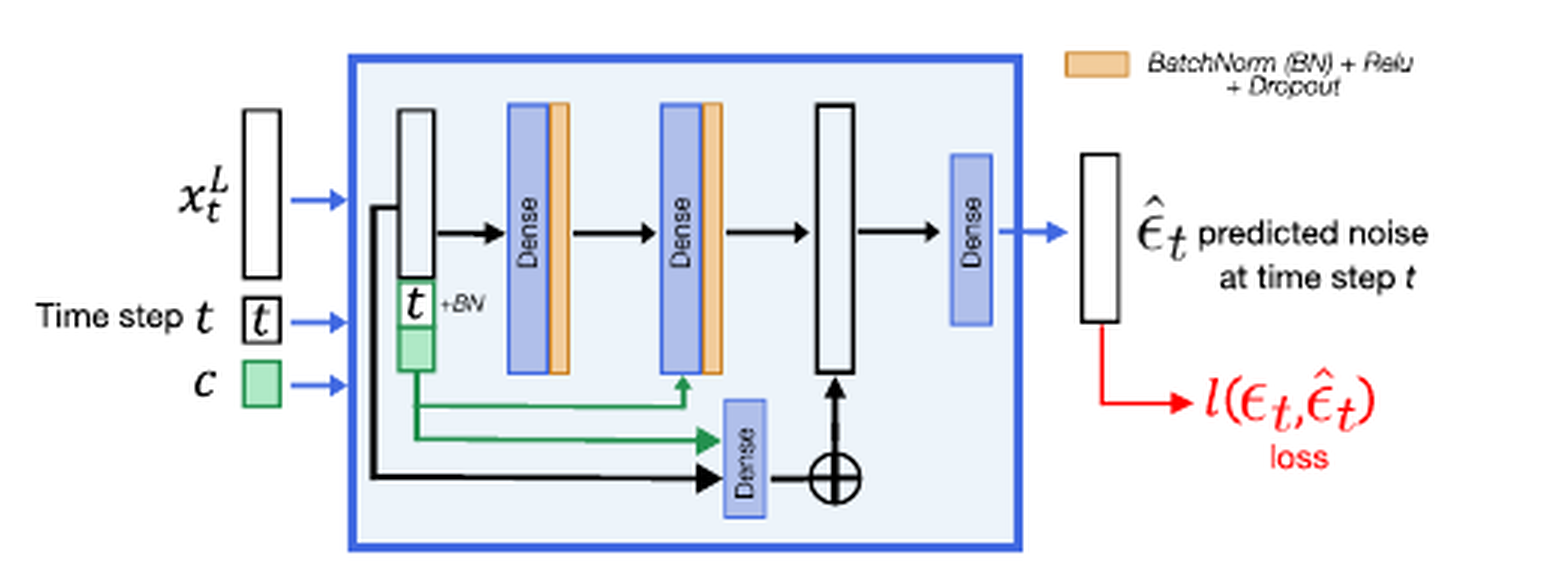 BatchNorm (BN) + Relu
+ Dropout
x_t^L
Time step t
t
c
t
+BN
Dense
Dense
Dense
Dense
ϵ̂_t predicted noise
at time step t
l(ϵ_t,ϵ̂_t)
loss